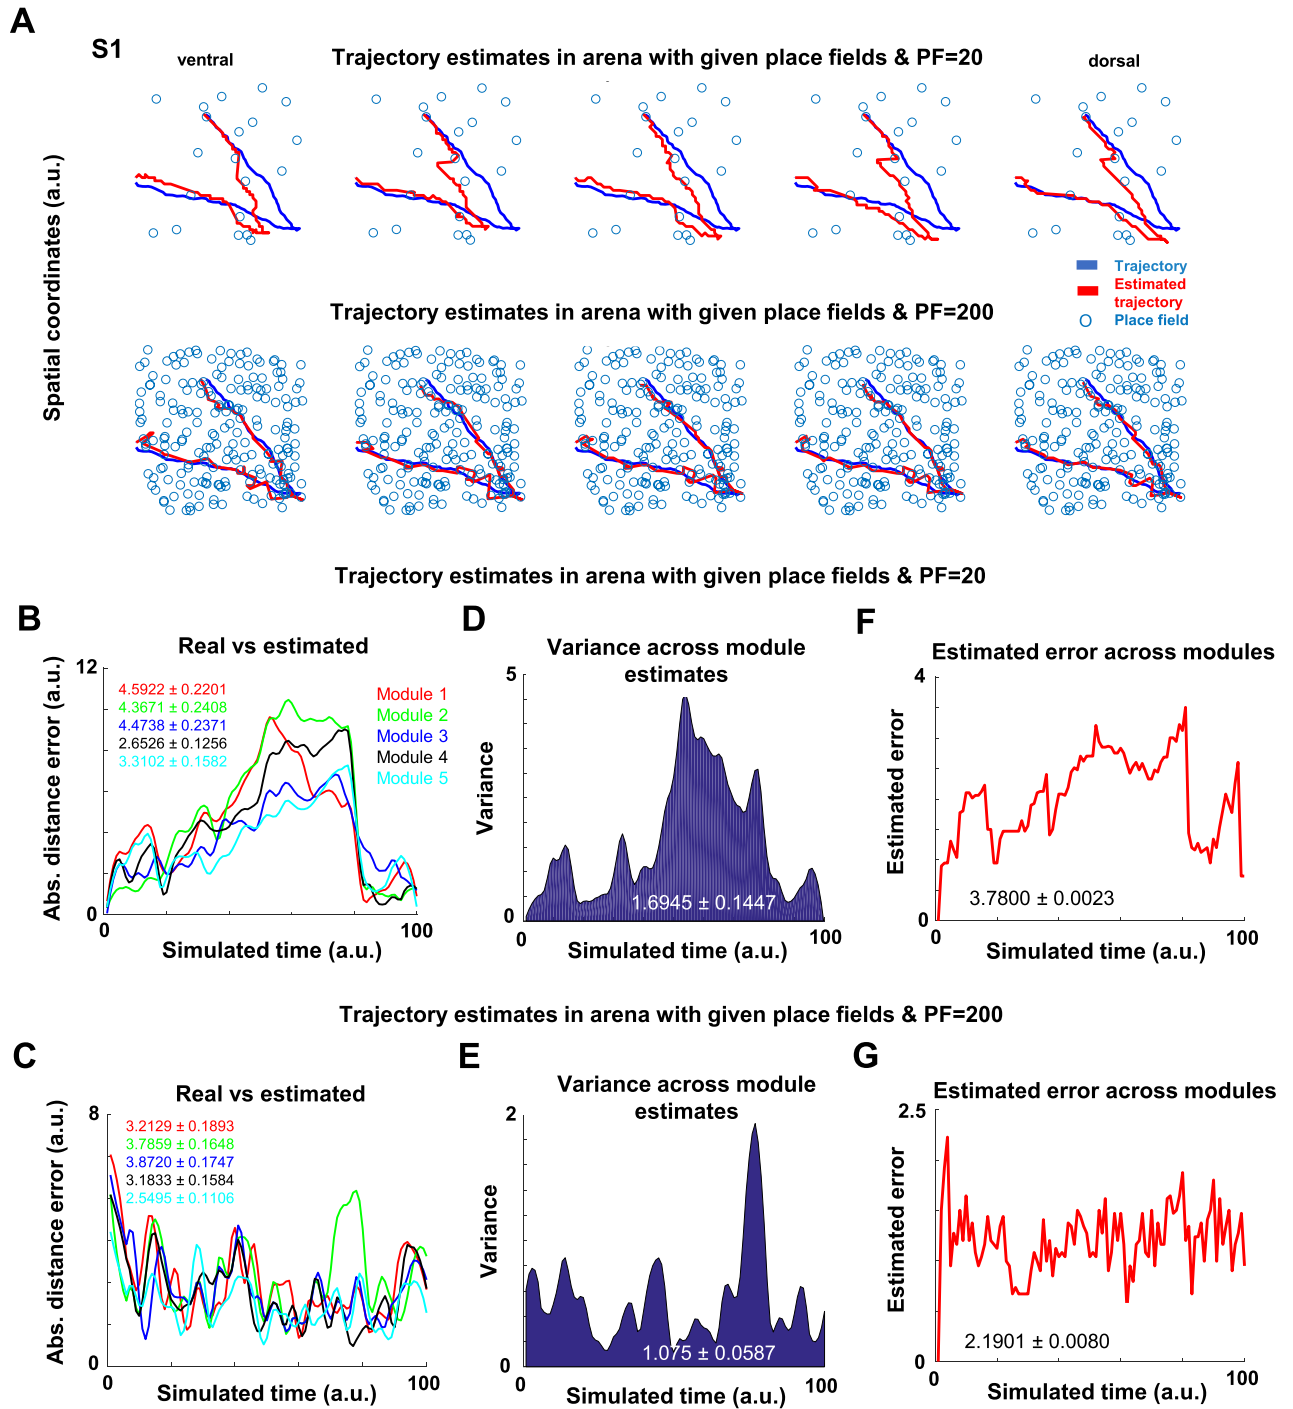 A
S1
ventral
Trajectory estimates in arena with given place fields & PF=20
dorsal
Spatial coordinates (a.u.)
Trajectory
Estimated
trajectory
Place field
Trajectory estimates in arena with given place fields & PF=200
Trajectory estimates in arena with given place fields & PF=20
B
Real vs estimated
Abs. distance error (a.u.)
12
0
4.5922 ± 0.2201
4.3671 ± 0.2408
4.4738 ± 0.2371
2.6526 ± 0.1256
3.3102 ± 0.1582
Module 1
Module 2
Module 3
Module 4
Module 5
0
100
Simulated time (a.u.)
D
Variance across module
estimates
Variance
5
0
1.6945 ± 0.1447
0
100
Simulated time (a.u.)
F
Estimated error across modules
Estimated error
4
0
3.7800 ± 0.0023
0
100
Simulated time (a.u.)
Trajectory estimates in arena with given place fields & PF=200
C
Real vs estimated
Abs. distance error (a.u.)
8
0
3.2129 ± 0.1893
3.7859 ± 0.1648
3.8720 ± 0.1747
3.1833 ± 0.1584
2.5495 ± 0.1106
0
100
Simulated time (a.u.)
E
Variance across module
estimates
Variance
2
0
1.075 ± 0.0587
0
100
Simulated time (a.u.)
G
Estimated error across modules
Estimated error
2.5
0
2.1901 ± 0.0080
0
100
Simulated time (a.u.)